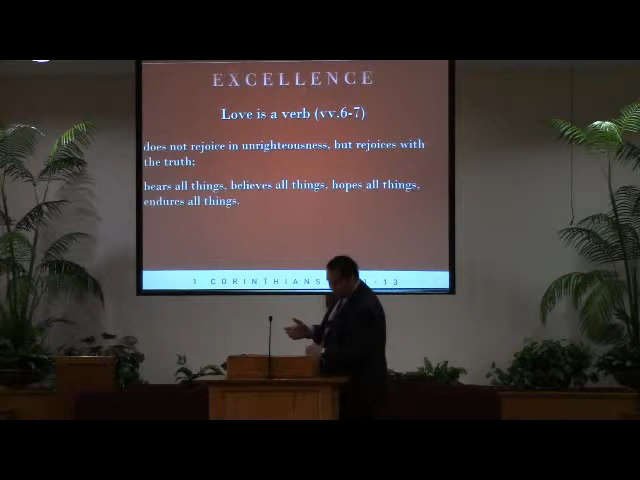 EXCELLENCE
Love is a verb (vv.6-7)
does not rejoice in unrighteousness, but rejoices with
the truth;
bears all things, believes all things, hopes all things,
endures all things.
1 CORINTHIANS 13